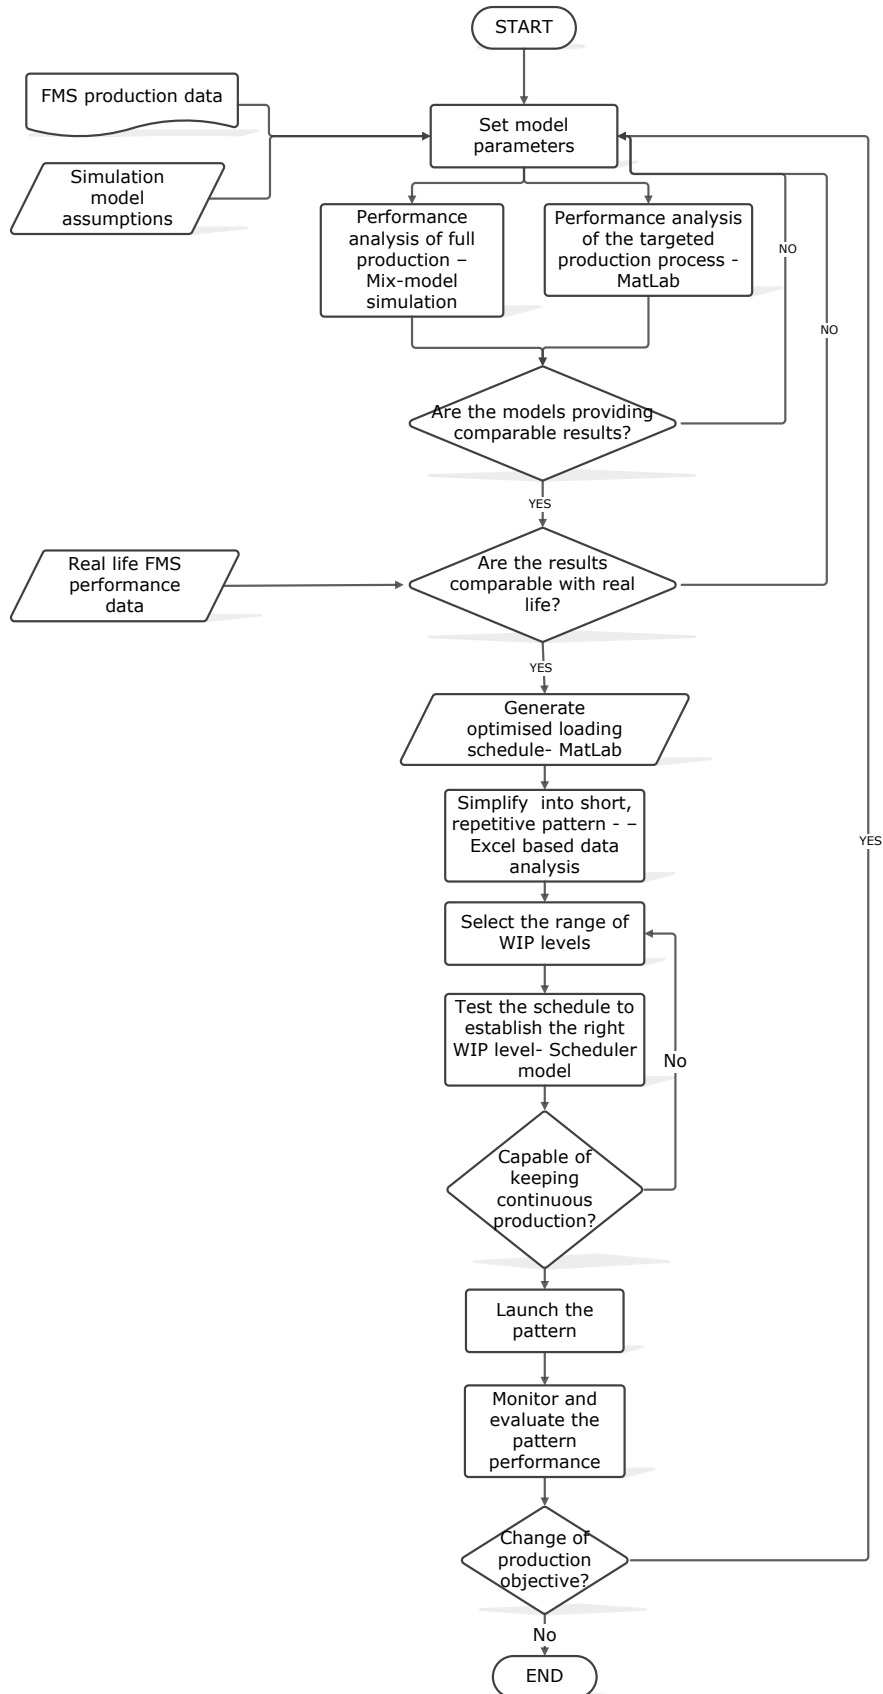 START
FMS production data
Set model
parameters
Simulation
model
assumptions
Performance
analysis of full
production –
Mix-model
simulation
Performance analysis
of the targeted
production process -
MatLab
NO
NO
Are the models providing
comparable results?
YES
Real life FMS
performance
data
Are the results
comparable with real
life?
YES
Generate
optimised loading
schedule- MatLab
Simplify  into short,
repetitive pattern - –
Excel based data
analysis
YES
Select the range of
WIP levels
Test the schedule to
establish the right
WIP level- Scheduler
model
No
Capable of
keeping
continuous
production?
Launch the
pattern
Monitor and
evaluate the
pattern
performance
Change of
production
objective?
No
END